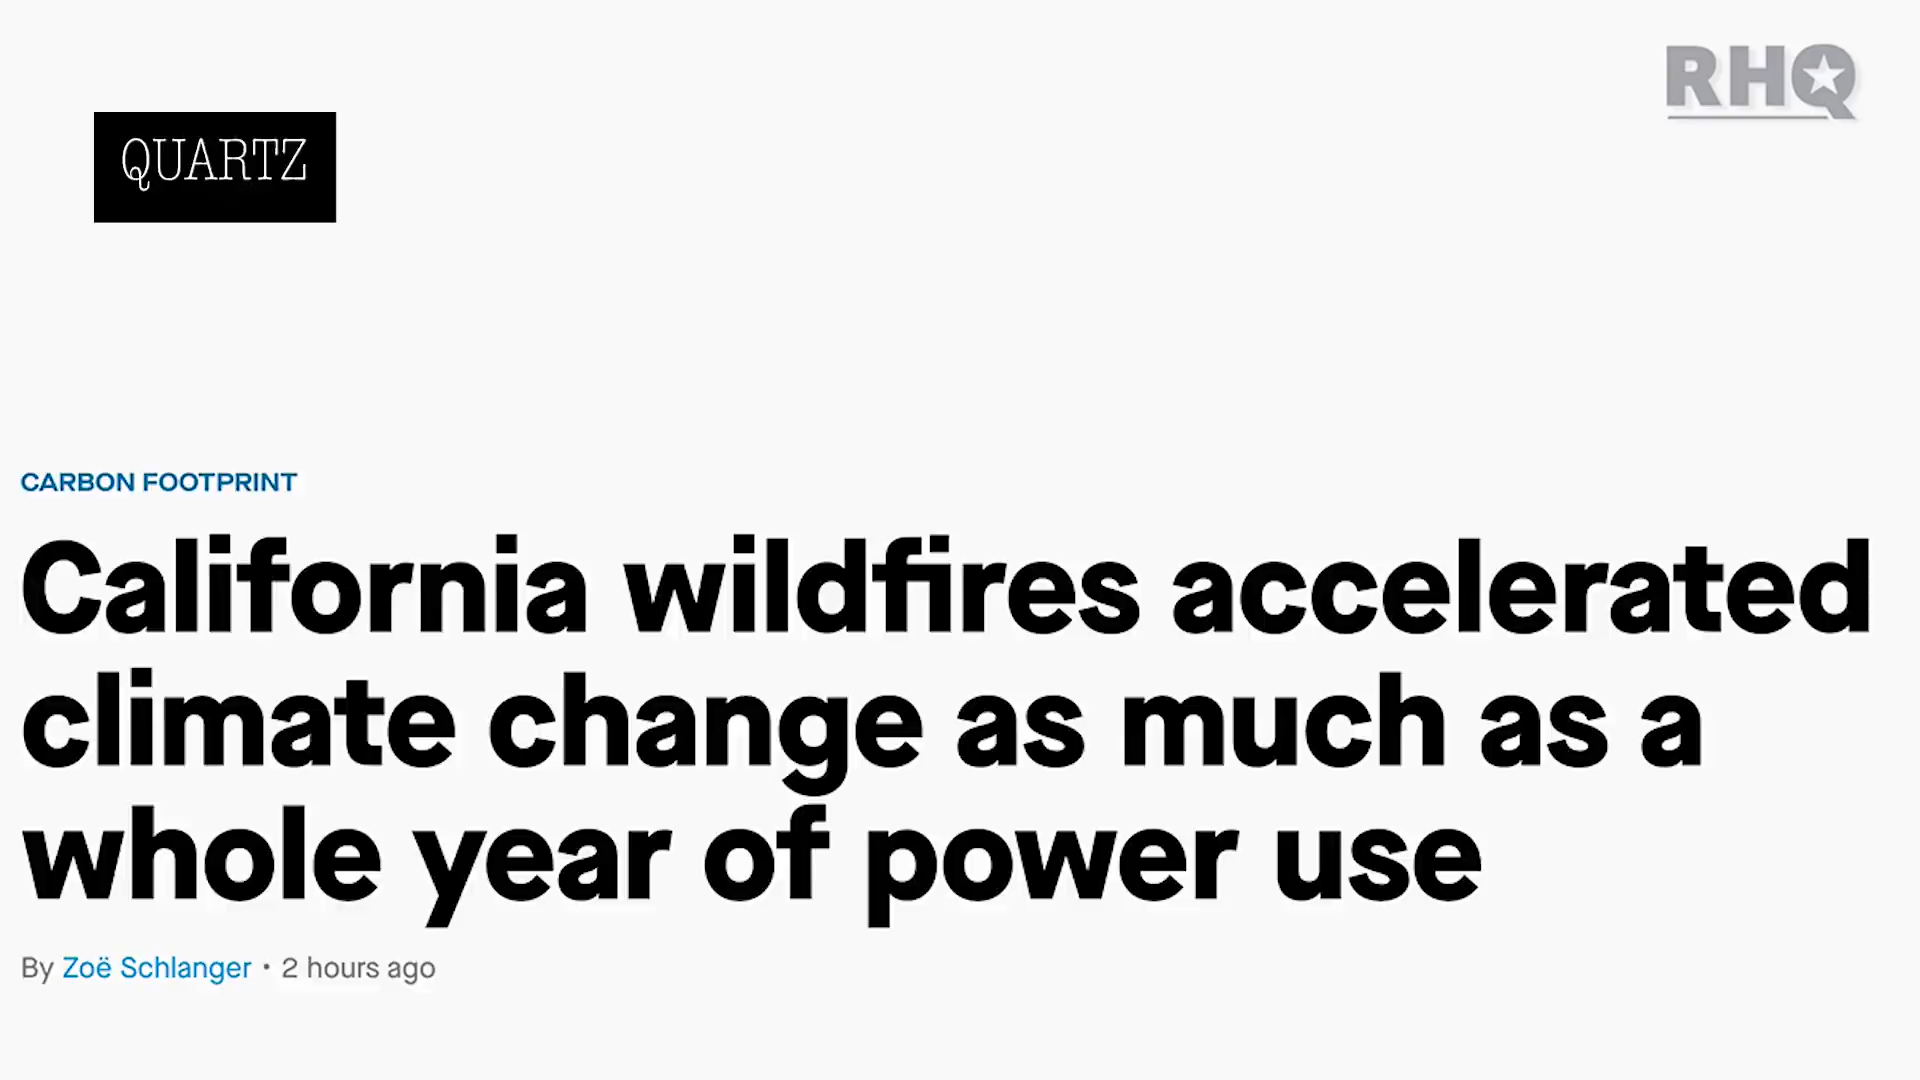 RHQ
QUARTZ
CARBON FOOTPRINT
California wildfires accelerated
climate change as much as a
whole year of power use
By Zoë Schlanger • 2 hours ago